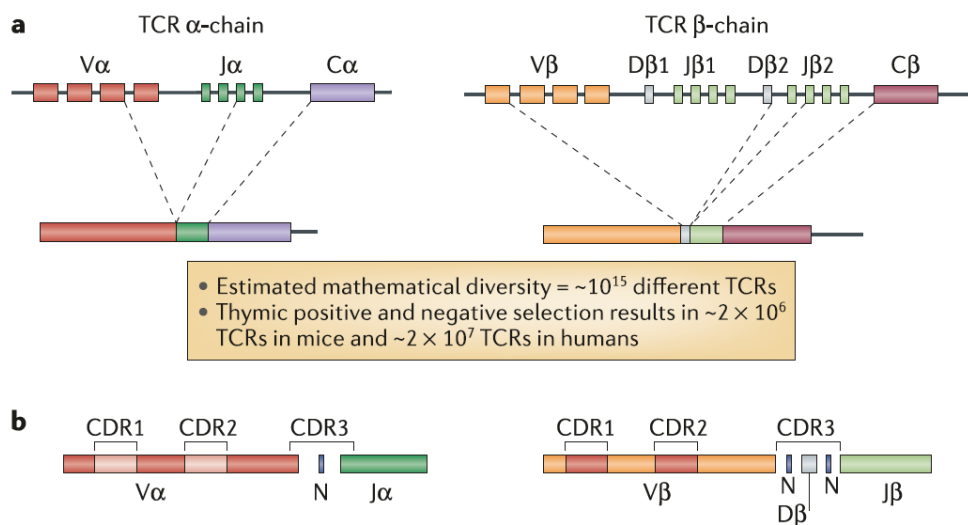 a
TCR α-chain
TCR β-chain
Vα
Jα
Cα
Vβ
Dβ1
Jβ1
Dβ2
Jβ2
Cβ
• Estimated mathematical diversity = ~10¹⁵ different TCRs
• Thymic positive and negative selection results in ~2 × 10⁶
TCRs in mice and ~2 × 10⁷ TCRs in humans
b
CDR1
CDR2
CDR3
Vα
N
Jα
CDR1
CDR2
CDR3
Vβ
N
Dβ
N
Jβ